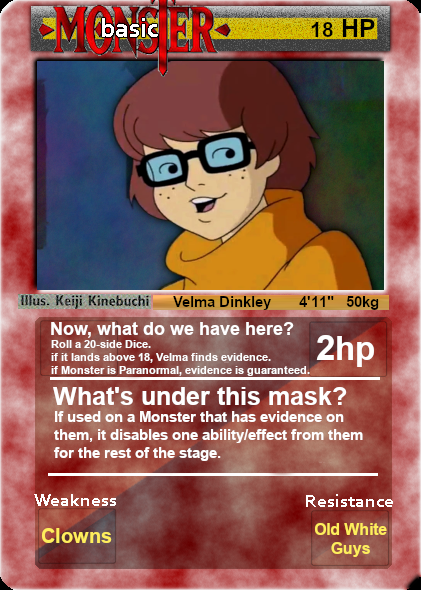 MONSTER
basic
18 HP
Illus. Keiji Kinebuchi
Velma Dinkley 4'11" 50kg
Now, what do we have here?
Roll a 20-side Dice.
if it lands above 18, Velma finds evidence.
if Monster is Paranormal, evidence is guaranteed.
2hp
What's under this mask?
If used on a Monster that has evidence on
them, it disables one ability/effect from them
for the rest of the stage.
Weakness
Resistance
Clowns
Old White
Guys